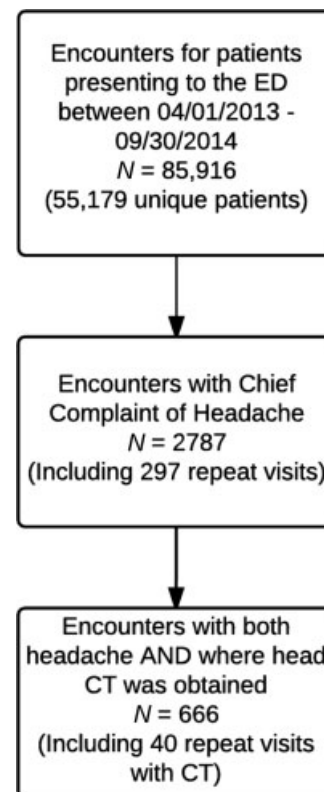 Encounters for patients
presenting to the ED
between 04/01/2013 -
09/30/2014
N = 85,916
(55,179 unique patients)
Encounters with Chief
Complaint of Headache
N = 2787
(Including 297 repeat visits)
Encounters with both
headache AND where head
CT was obtained
N = 666
(Including 40 repeat visits
with CT)